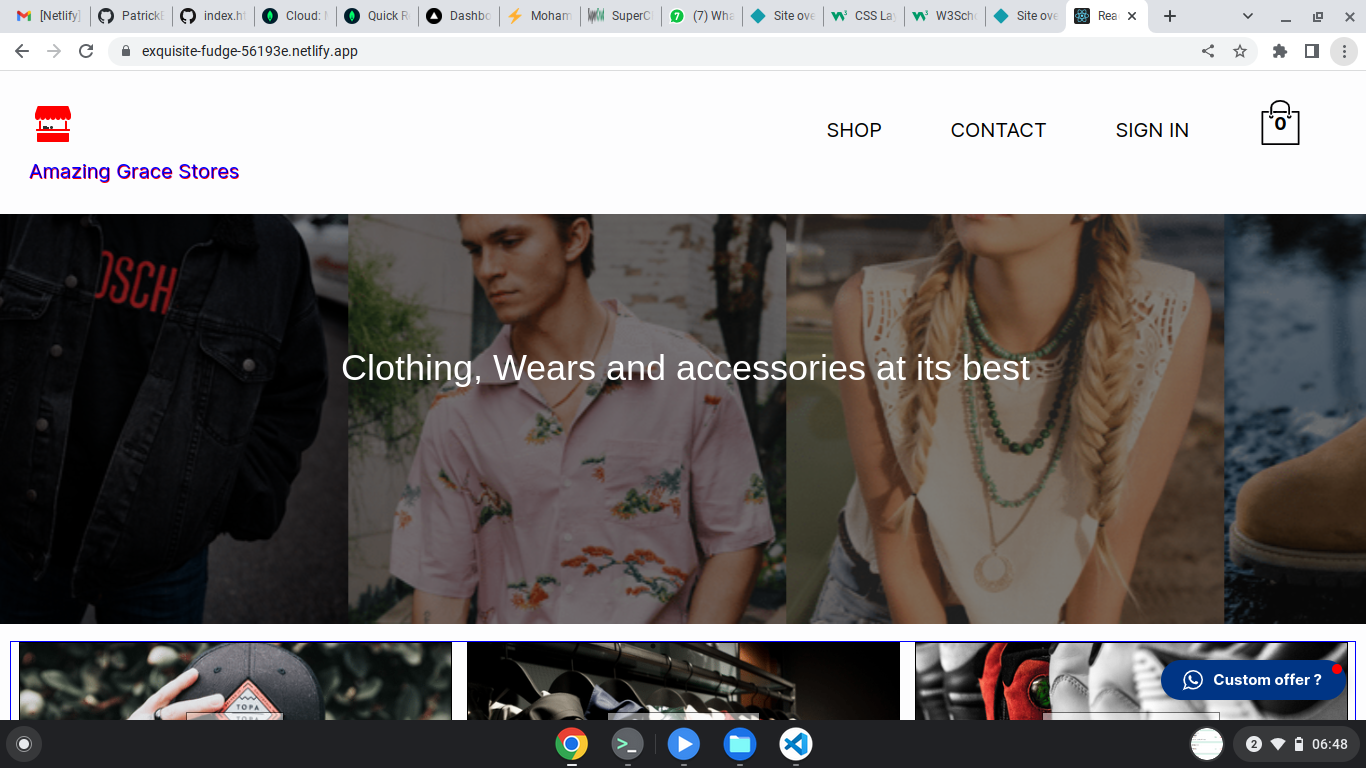 [Netlify]
Patrick
index.ht
Cloud:
Quick R
Dashbo
Moham
SuperC
(7) Wha
Site ove
CSS Lay
W3Scho
Site ove
Rea
exquisite-fudge-56193e.netlify.app
SHOP
CONTACT
SIGN IN
0
Amazing Grace Stores
OSCH
Clothing, Wears and accessories at its best
TOPA
Custom offer ?
2
06:48